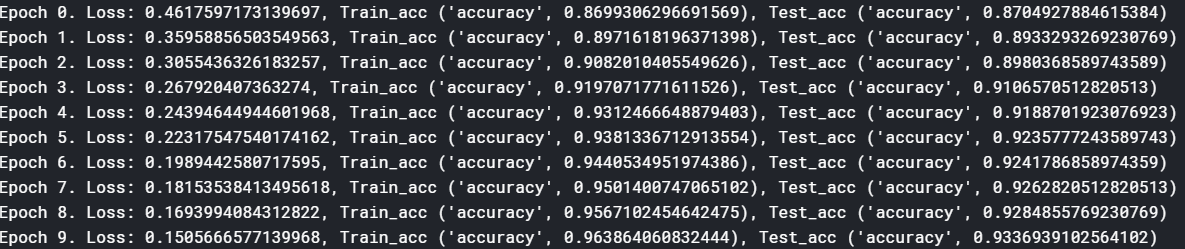 Epoch 0. Loss: 0.4617597173139697, Train_acc ('accuracy', 0.8699306296691569), Test_acc ('accuracy', 0.8704927884615384)
Epoch 1. Loss: 0.35958856503549563, Train_acc ('accuracy', 0.8971618196371398), Test_acc ('accuracy', 0.8933293269230769)
Epoch 2. Loss: 0.3055436326183257, Train_acc ('accuracy', 0.9082010405549626), Test_acc ('accuracy', 0.8980368589743589)
Epoch 3. Loss: 0.267920407363274, Train_acc ('accuracy', 0.9197071771611526), Test_acc ('accuracy', 0.9106570512820513)
Epoch 4. Loss: 0.24394644944601968, Train_acc ('accuracy', 0.9312466648879403), Test_acc ('accuracy', 0.9188701923076923)
Epoch 5. Loss: 0.22317547540174162, Train_acc ('accuracy', 0.9381336712913554), Test_acc ('accuracy', 0.9235777243589743)
Epoch 6. Loss: 0.1989442580717595, Train_acc ('accuracy', 0.9440534951974386), Test_acc ('accuracy', 0.9241786858974359)
Epoch 7. Loss: 0.18153538413495618, Train_acc ('accuracy', 0.9501400747065102), Test_acc ('accuracy', 0.9262820512820513)
Epoch 8. Loss: 0.1693994084312822, Train_acc ('accuracy', 0.9567102454642475), Test_acc ('accuracy', 0.9284855769230769)
Epoch 9. Loss: 0.1505666577139968, Train_acc ('accuracy', 0.963864060832444), Test_acc ('accuracy', 0.9336939102564102)